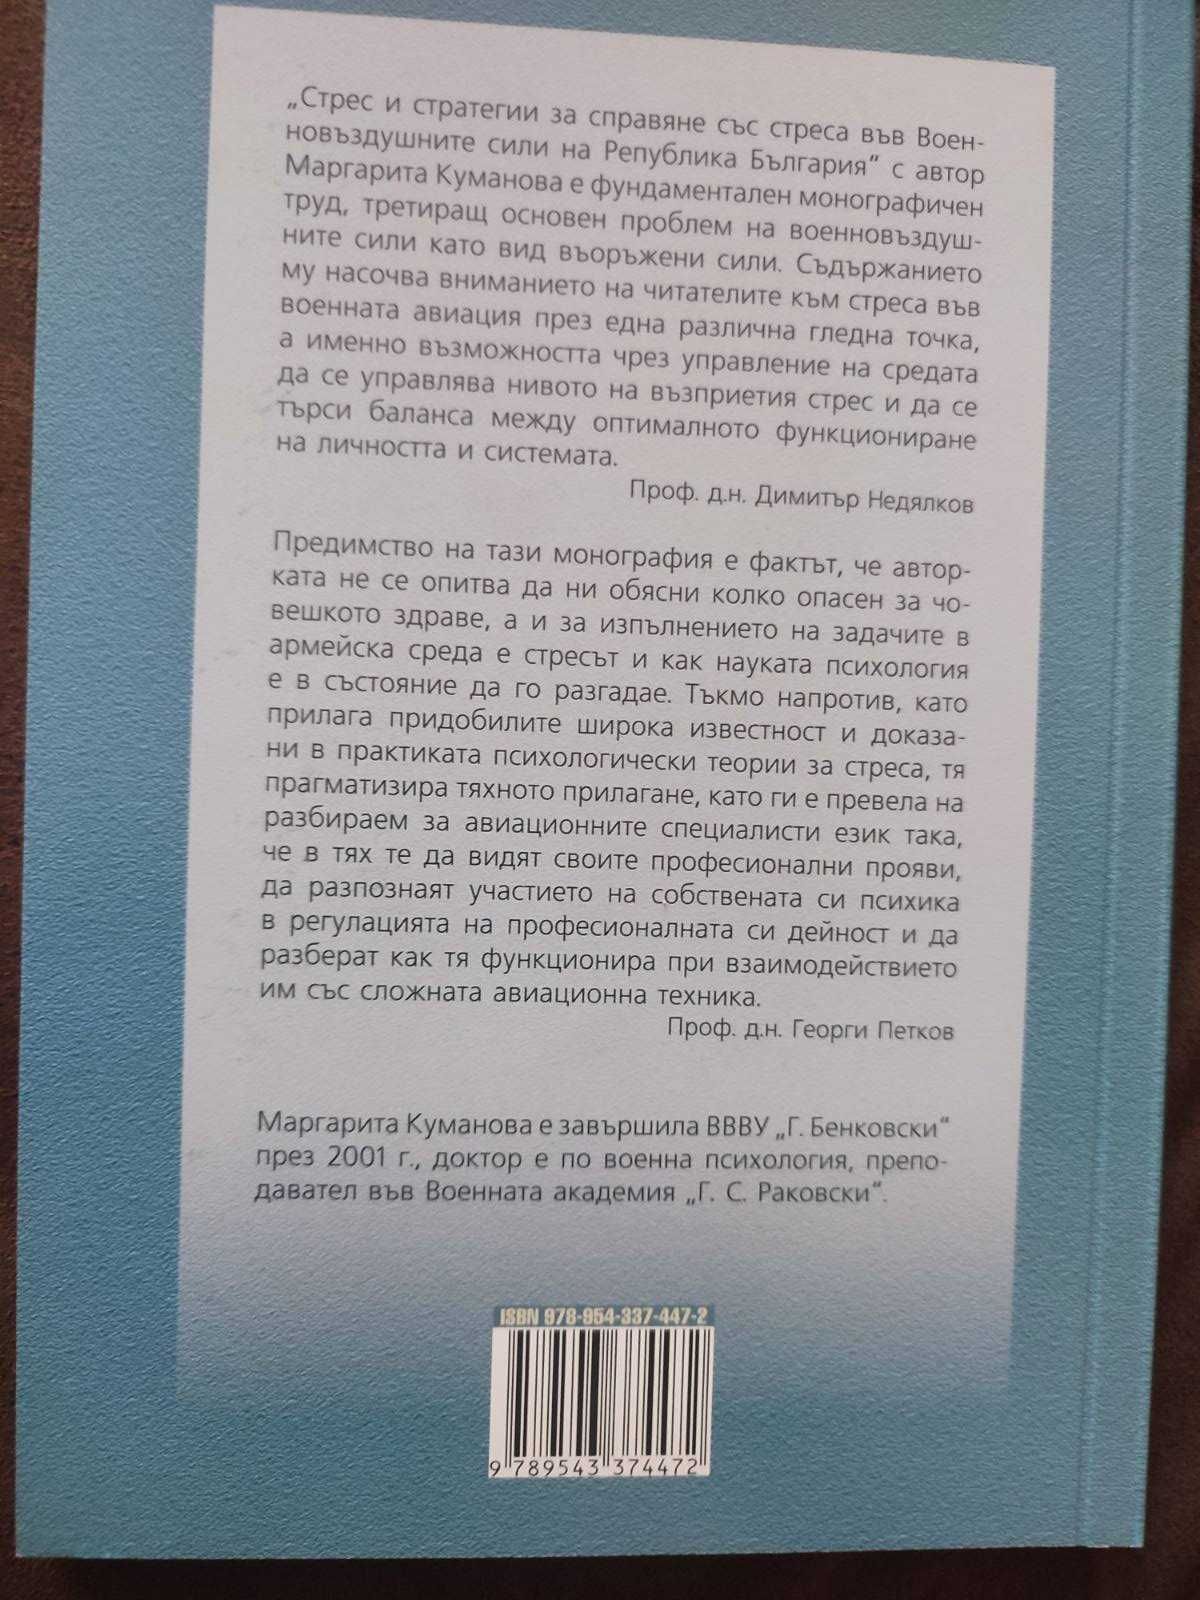 „Стрес и стратегии за справяне със стреса във Воен-
новъздушните сили на Република България“ с автор
Маргарита Куманова е фундаментален монографичен
труд, третиращ основен проблем на военновъздуш-
ните сили като вид въоръжени сили. Съдържанието
му насочва вниманието на читателите към стреса във
военната авиация през една различна гледна точка,
а именно възможността чрез управление на средата
да се управлява нивото на възприетия стрес и да се
търси баланса между оптималното функциониране
на личността и системата.
Проф. д.н. Димитър Недялков
Предимство на тази монография е фактът, че автор-
ката не се опитва да ни обясни колко опасен за чо-
вешкото здраве, а и за изпълнението на задачите в
армейска среда е стресът и как науката психология
е в състояние да го разгадае. Тъкмо напротив, като
прилага придобилите широка известност и доказа-
ни в практиката психологически теории за стреса, тя
прагматизира тяхното прилагане, като ги е превела на
разбираем за авиационните специалисти език така,
че в тях те да видят своите професионални прояви,
да разпознаят участието на собствената си психика
в регулацията на професионалната си дейност и да
разберат как тя функционира при взаимодействието
им със сложната авиационна техника.
Проф. д.н. Георги Петков
Маргарита Куманова е завършила ВВВУ „Г. Бенковски“
през 2001 г., доктор е по военна психология, препо-
давател във Военната академия „Г. С. Раковски“.
ISBN 978-954-337-447-2
9 789543 374472